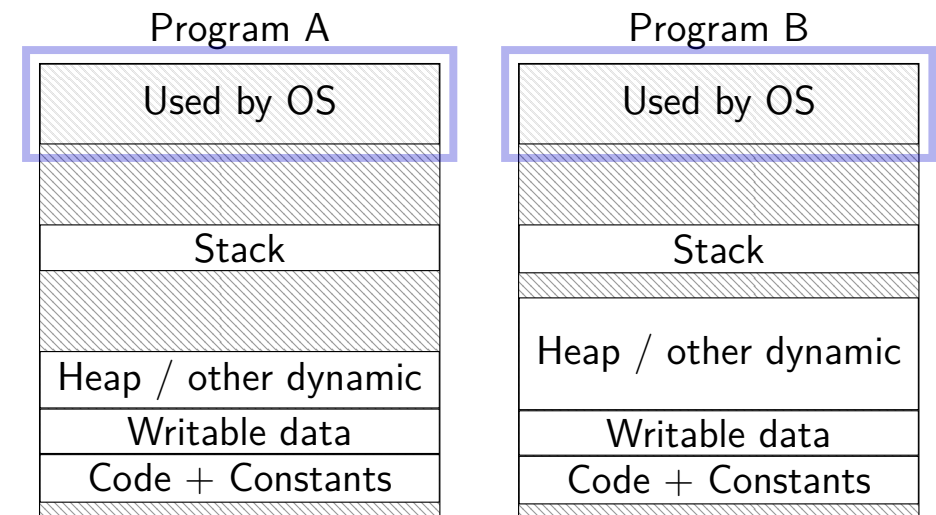 Program A
Used by OS
Stack
Heap / other dynamic
Writable data
Code + Constants
Program B
Used by OS
Stack
Heap / other dynamic
Writable data
Code + Constants